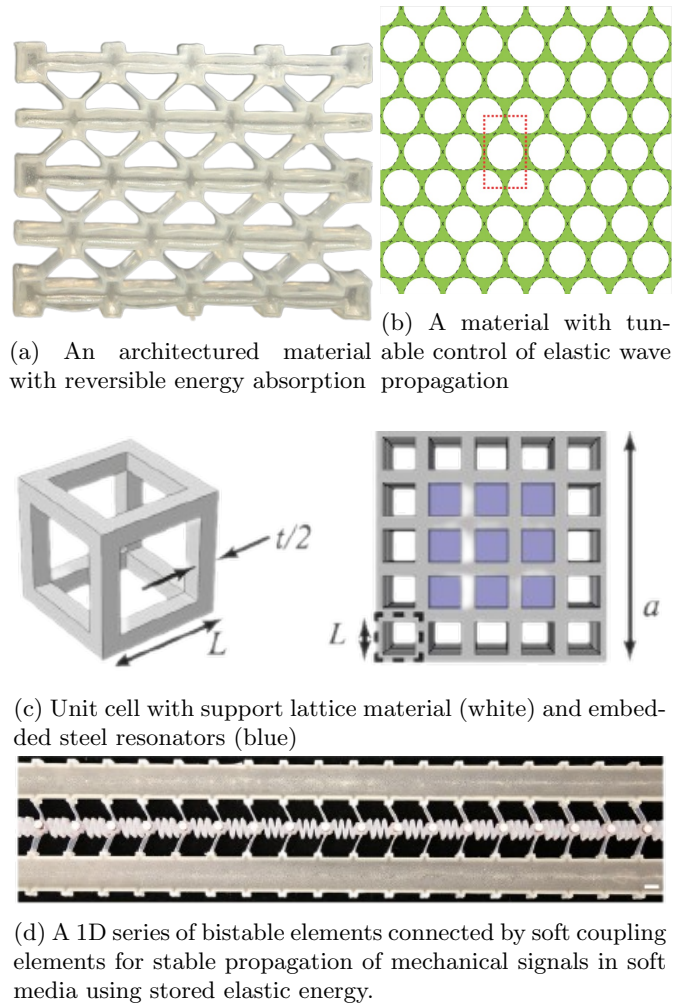 (a) An architectured material
with reversible energy absorption
(b) A material with tun-
able control of elastic wave
propagation
t/2
L
L
a
(c) Unit cell with support lattice material (white) and embed-
ded steel resonators (blue)
(d) A 1D series of bistable elements connected by soft coupling
elements for stable propagation of mechanical signals in soft
media using stored elastic energy.